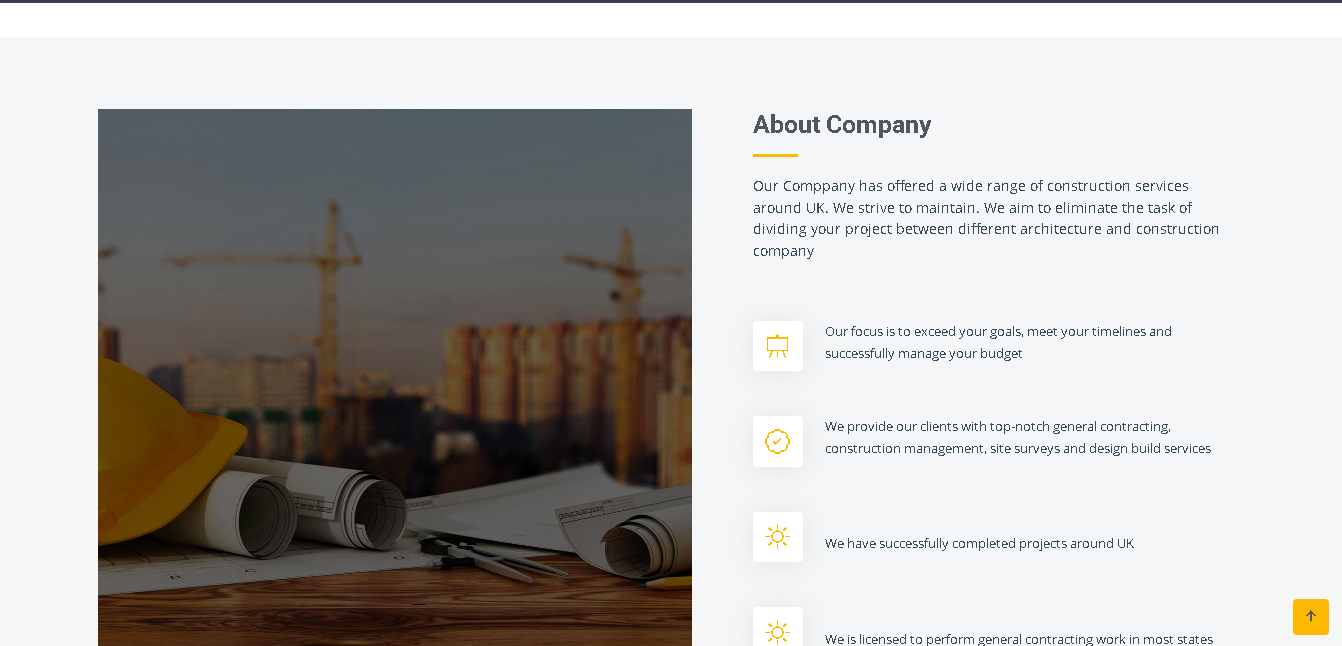 About Company
Our Comppany has offered a wide range of construction services
around UK. We strive to maintain. We aim to eliminate the task of
dividing your project between different architecture and construction
company
Our focus is to exceed your goals, meet your timelines and
successfully manage your budget
We provide our clients with top-notch general contracting,
construction management, site surveys and design build services
We have successfully completed projects around UK
We is licensed to perform general contracting work in most states